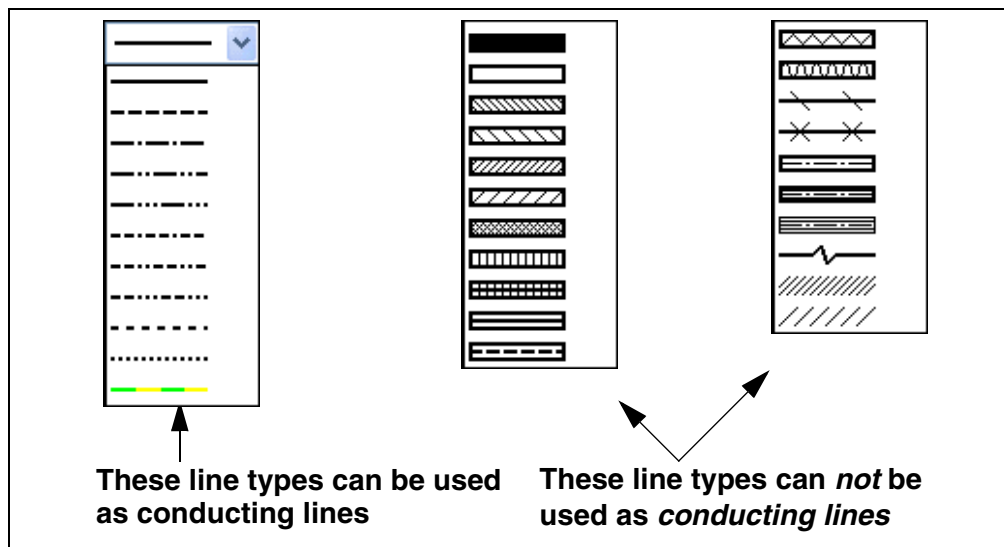 These line types can be used
as conducting lines
These line types can not be
used as conducting lines